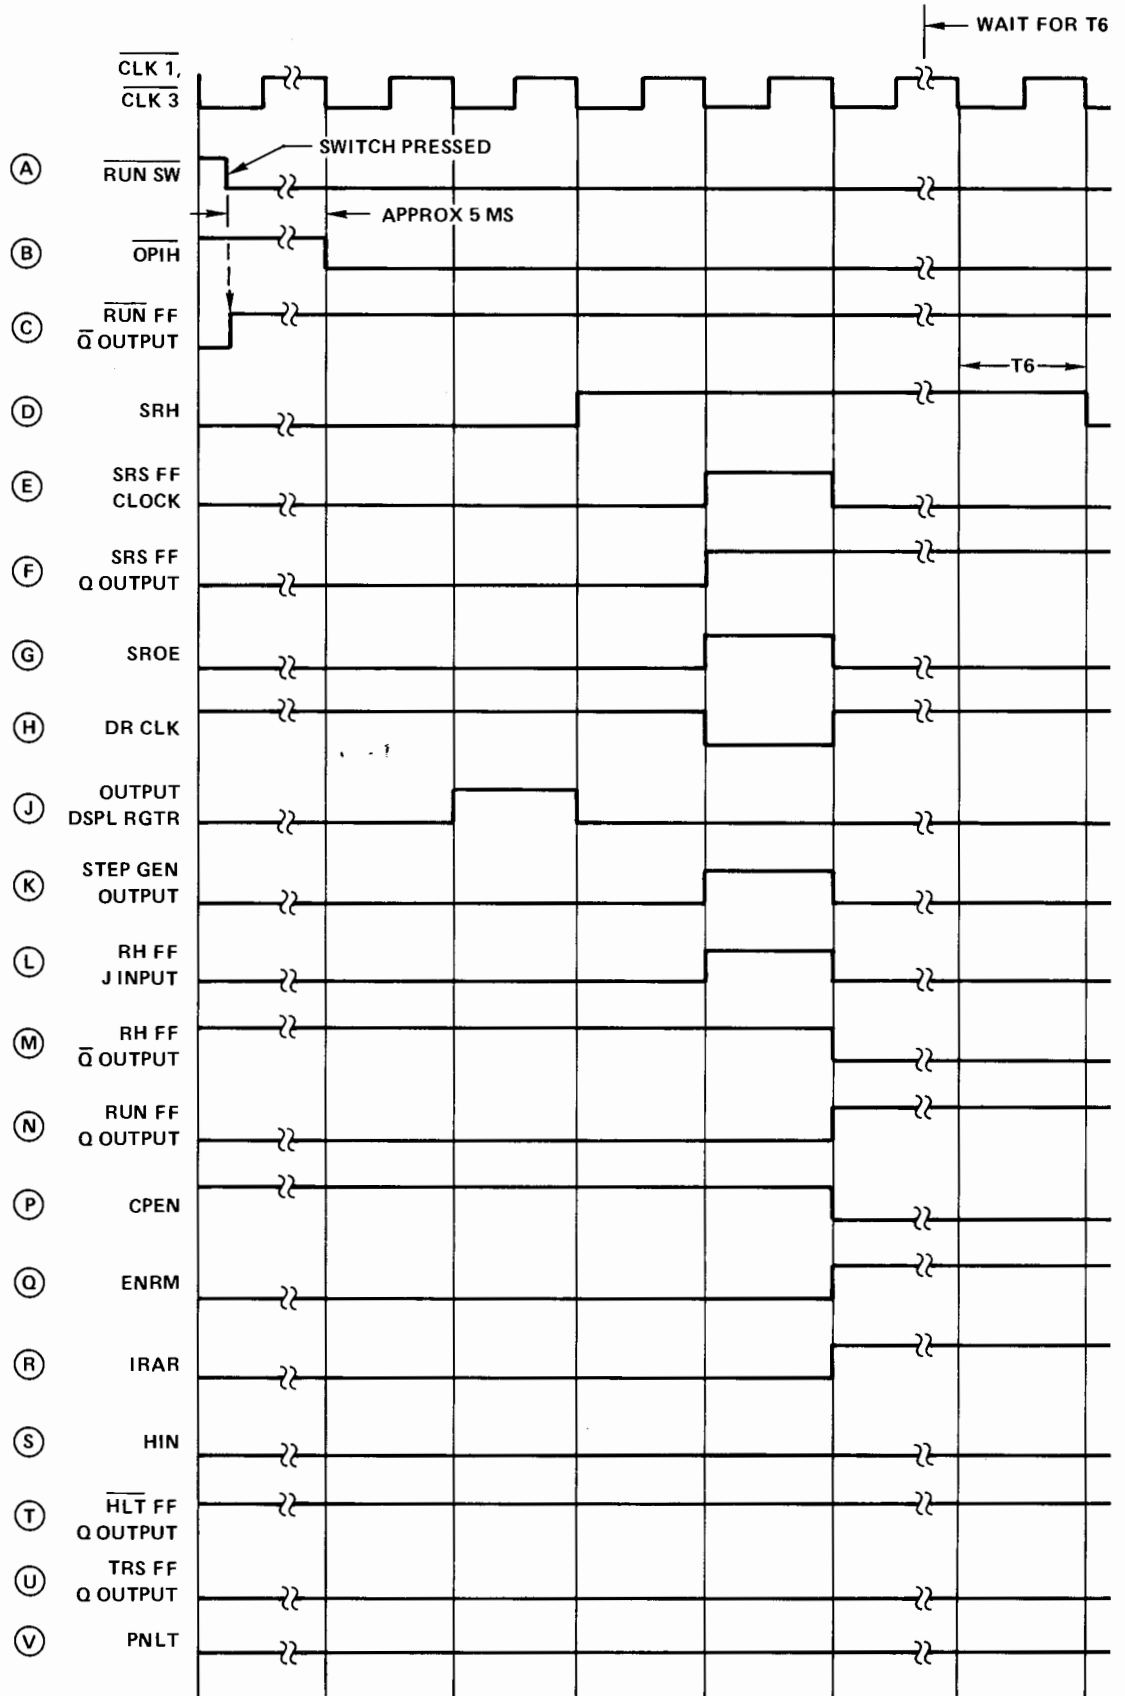 WAIT FOR T6
CLK 1,
CLK 3
A RUN SW
SWITCH PRESSED
APPROX 5 MS
B OPIH
C RUN FF
Q OUTPUT
T6
D SRH
E SRS FF
CLOCK
F SRS FF
Q OUTPUT
G SROE
H DR CLK
J OUTPUT
DSPL RGTR
K STEP GEN
OUTPUT
L RH FF
J INPUT
M RH FF
Q OUTPUT
N RUN FF
Q OUTPUT
P CPEN
Q ENRM
R IRAR
S HIN
T HLT FF
Q OUTPUT
U TRS FF
Q OUTPUT
V PNLT